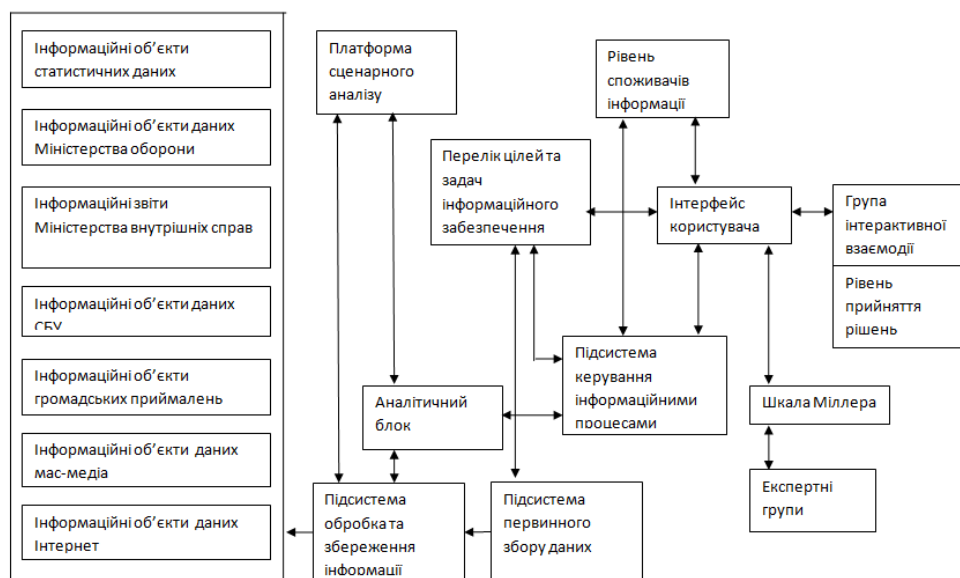 Інформаційні об’єкти
статистичних даних
Інформаційні об’єкти даних
Міністерства оборони
Інформаційні звіти
Міністерства внутрішніх справ
Інформаційні об’єкти даних
СБУ
Інформаційні об’єкти
громадських приймалень
Інформаційні об’єкти даних
мас-медіа
Інформаційні об’єкти даних
Інтернет
Платформа
сценарного
аналізу
Рівень
споживачів
інформації
Перелік цілей та
задач
інформаційного
забезпечення
Інтерфейс
користувача
Група
інтерактивної
взаємодії
Рівень
прийняття
рішень
Підсистема
керування
інформаційними
процесами
Аналітичний
блок
Шкала Міллера
Експертні
групи
Підсистема
обробка та
збереження
інформації
Підсистема
первинного
збору даних